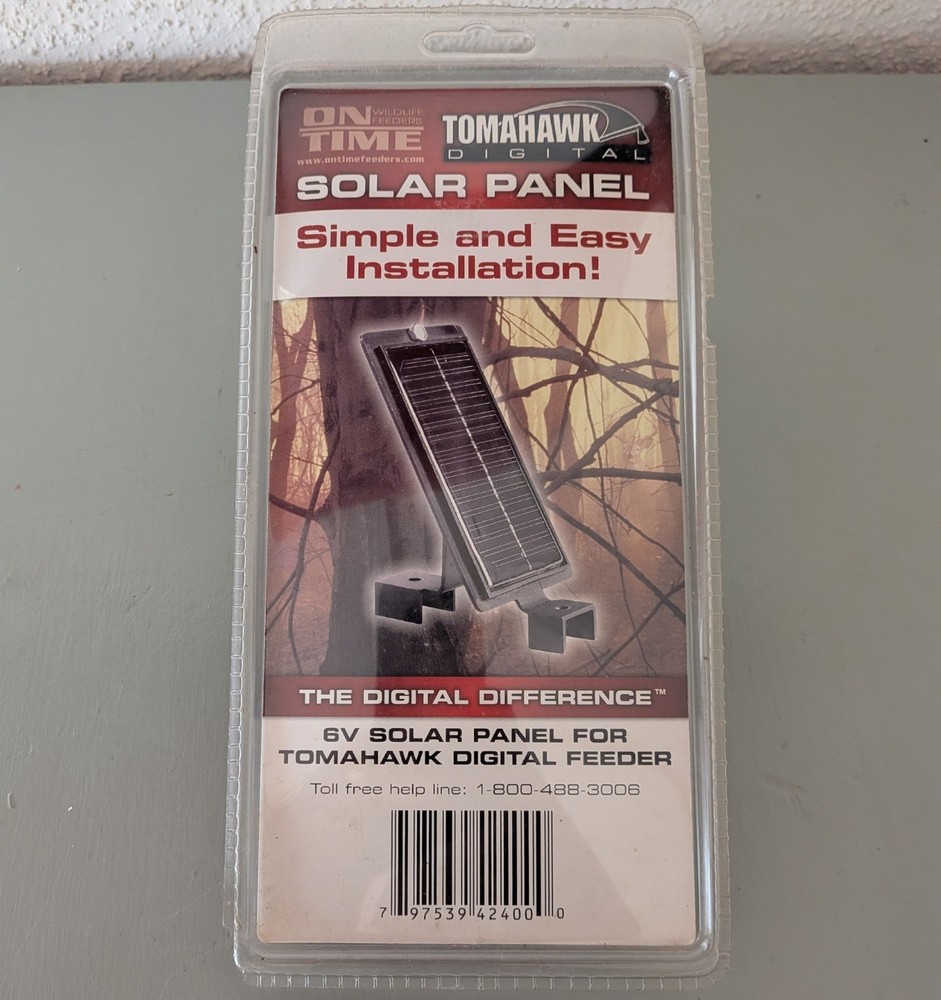 ON WILDLIFE FEEDERS
TIME
www.ontimefeeders.com
TOMAHAWK
DIGITAL
SOLAR PANEL
Simple and Easy
Installation!
THE DIGITAL DIFFERENCE™
6V SOLAR PANEL FOR
TOMAHAWK DIGITAL FEEDER
Toll free help line: 1-800-488-3006
7 97539 42400 0